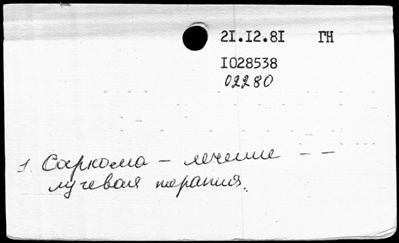 21.12.81 ГН
1028538
02280
1. Саркома – лечение – –
лучевая терапия.